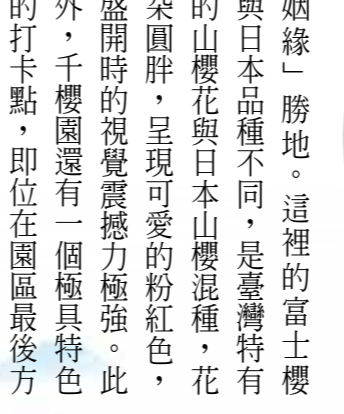 姻緣」勝地。這裡的富士櫻
與日本品種不同，是臺灣特有
的山櫻花與日本山櫻混種，花
朵圓胖，呈現可愛的粉紅色，
盛開時的視覺震撼力極強。此
外，千櫻園還有一個極具特色
的打卡點，即位在園區最後方